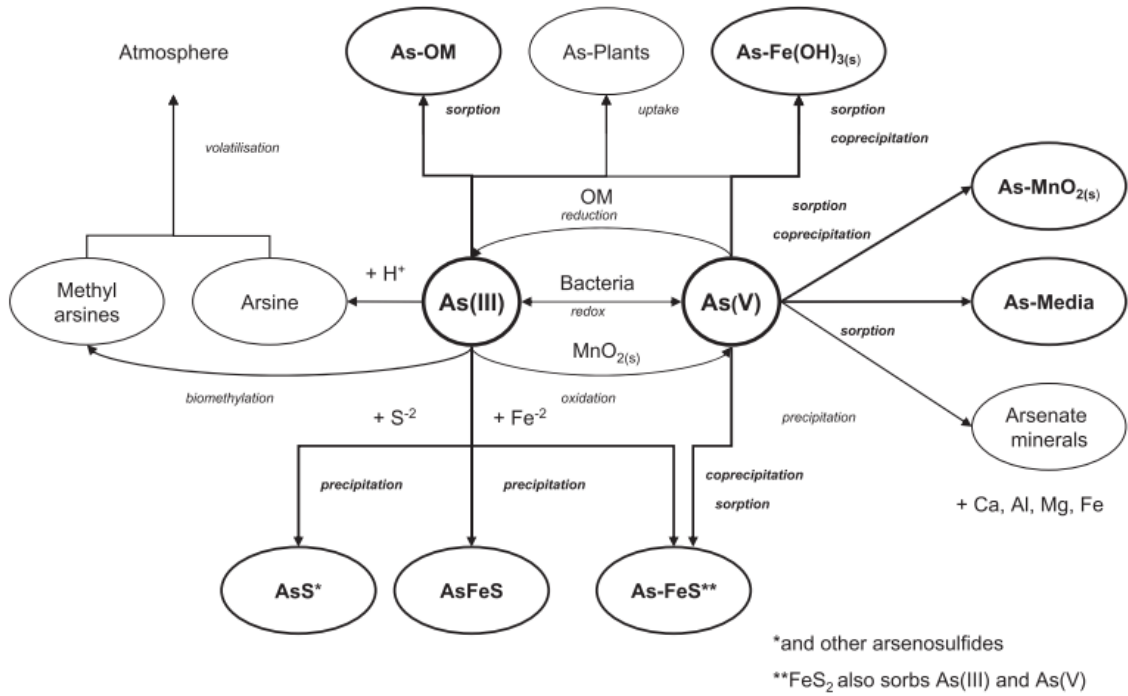 As-OM
As-Plants
As-Fe(OH)3(s)
Atmosphere
sorption
uptake
sorption
coprecipitation
volatilisation
As-MnO2(s)
OM
reduction
sorption
coprecipitation
Methyl
arsines
Arsine
+ H+
As(III)
Bacteria
redox
As(V)
As-Media
sorption
MnO2(s)
biomethylation
oxidation
precipitation
Arsenate
minerals
+ S-2
+ Fe-2
precipitation
precipitation
coprecipitation
sorption
+ Ca, Al, Mg, Fe
AsS*
AsFeS
As-FeS**
*and other arsenosulfides
**FeS2 also sorbs As(III) and As(V)